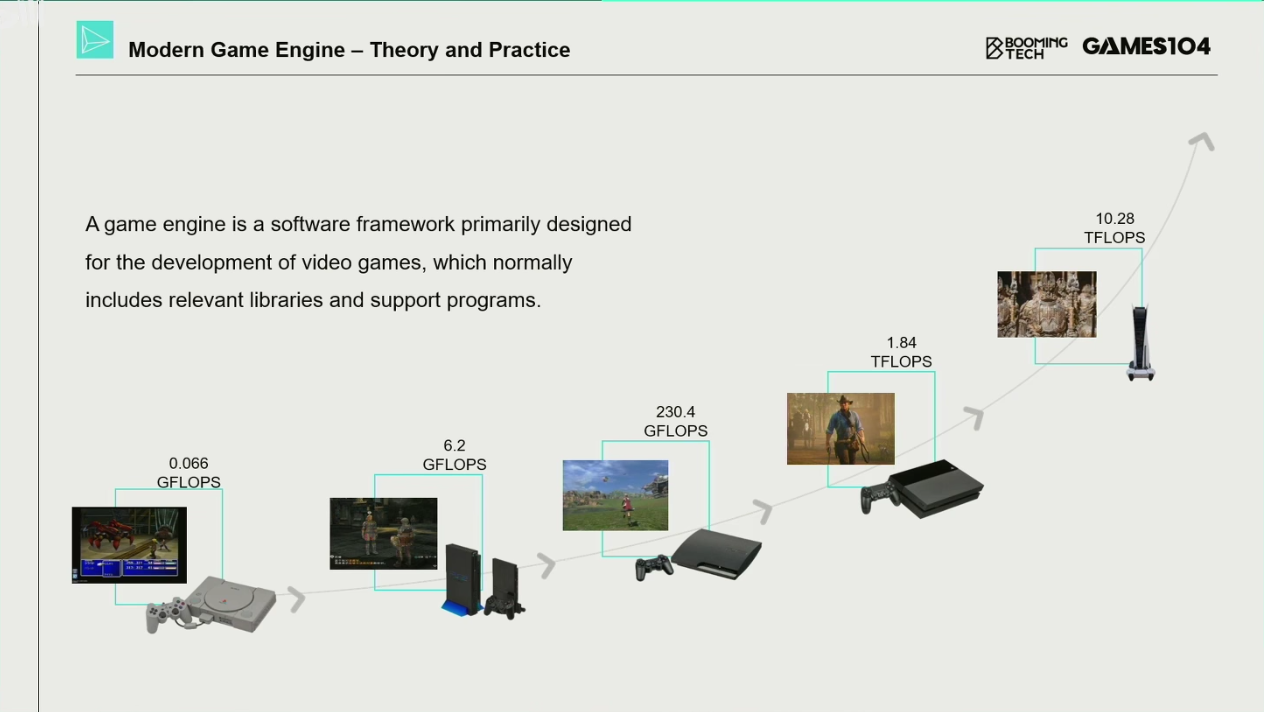 Modern Game Engine – Theory and Practice
BOOMING
TECH
GAMES104
A game engine is a software framework primarily designed
for the development of video games, which normally
includes relevant libraries and support programs.
10.28
TFLOPS
1.84
TFLOPS
230.4
GFLOPS
6.2
GFLOPS
0.066
GFLOPS